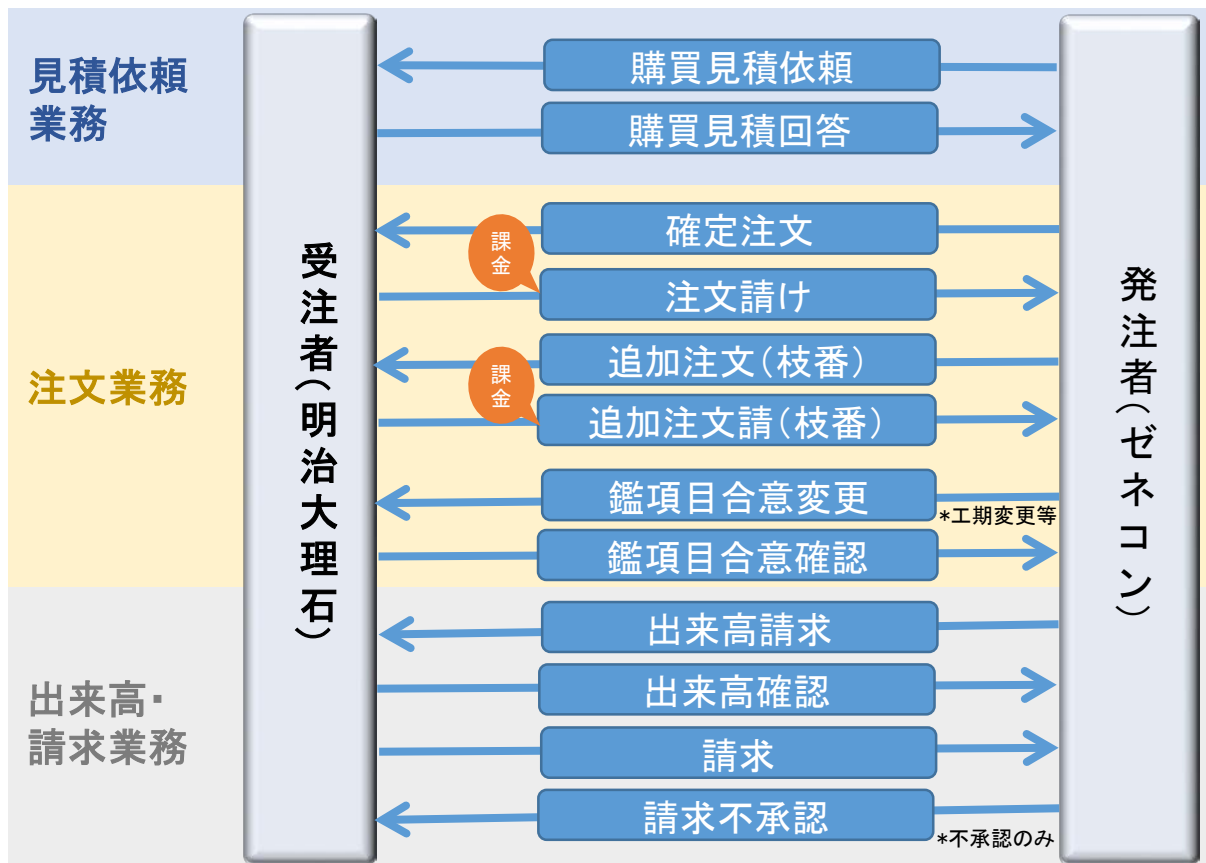 見積依頼
業務
購買見積依頼
購買見積回答
受注者(明治大理石)
発注者(ゼネコン)
注文業務
確定注文
課金
注文請け
追加注文(枝番)
課金
追加注文請(枝番)
鑑項目合意変更
*工期変更等
鑑項目合意確認
出来高・
請求業務
出来高請求
出来高確認
請求
請求不承認
*不承認のみ